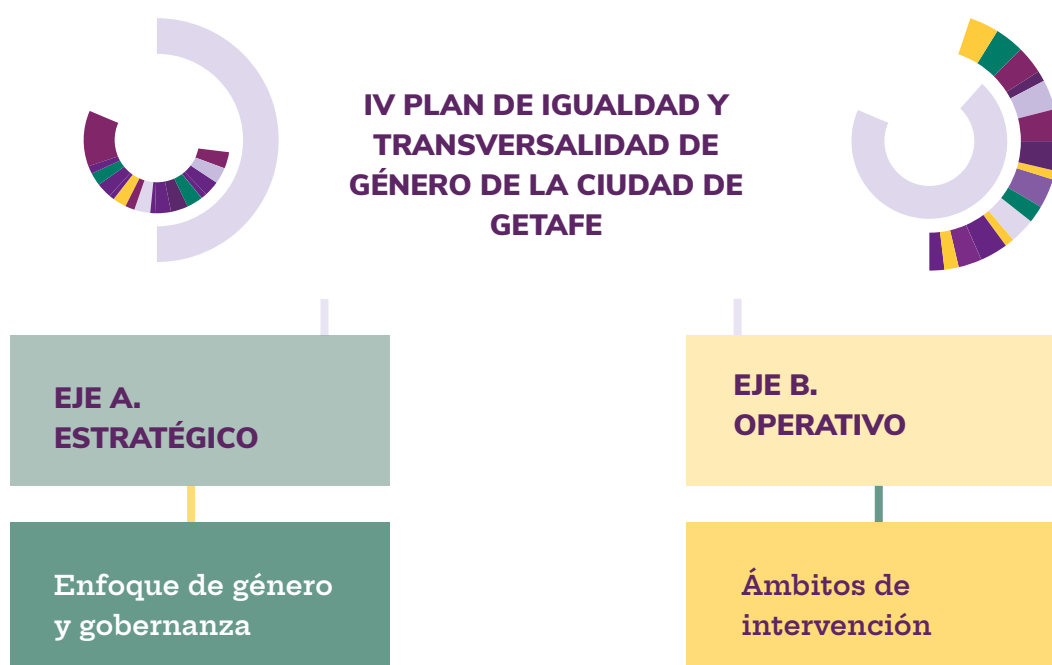 IV PLAN DE IGUALDAD Y
TRANSVERSALIDAD DE
GÉNERO DE LA CIUDAD DE
GETAFE
EJE A.
ESTRATÉGICO
Enfoque de género
y gobernanza
EJE B.
OPERATIVO
Ámbitos de
intervención